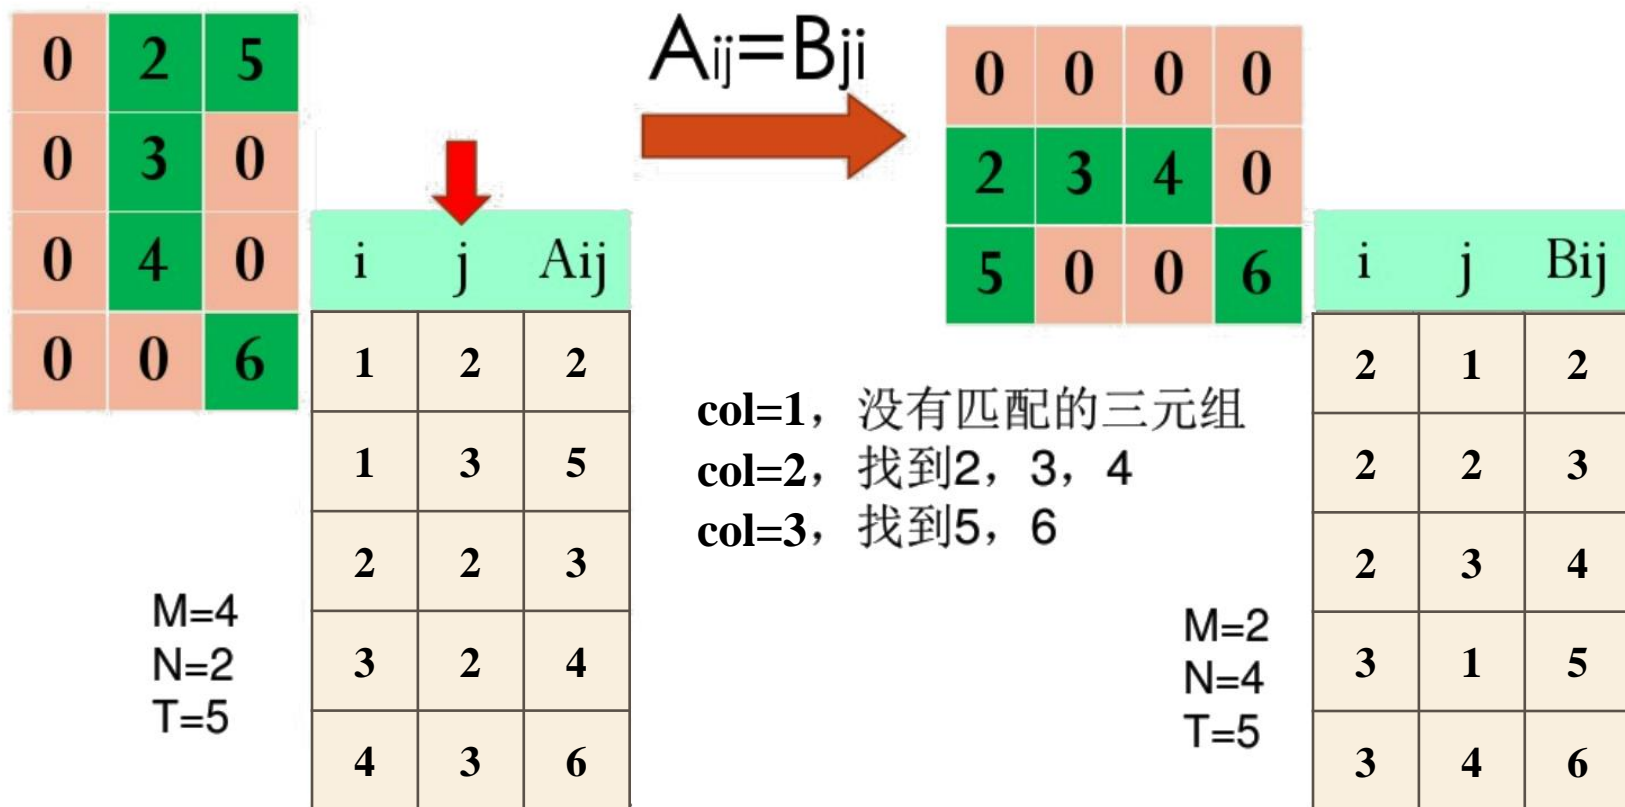 0 2 5
0 3 0
0 4 0
0 0 6
i j Aij
1 2 2
1 3 5
2 2 3
3 2 4
4 3 6
M=4
N=2
T=5
Aij=Bji
0 0 0 0
2 3 4 0
5 0 0 6
col=1，没有匹配的三元组
col=2，找到2，3，4
col=3，找到5，6
i j Bij
2 1 2
2 2 3
2 3 4
3 1 5
3 4 6
M=2
N=4
T=5